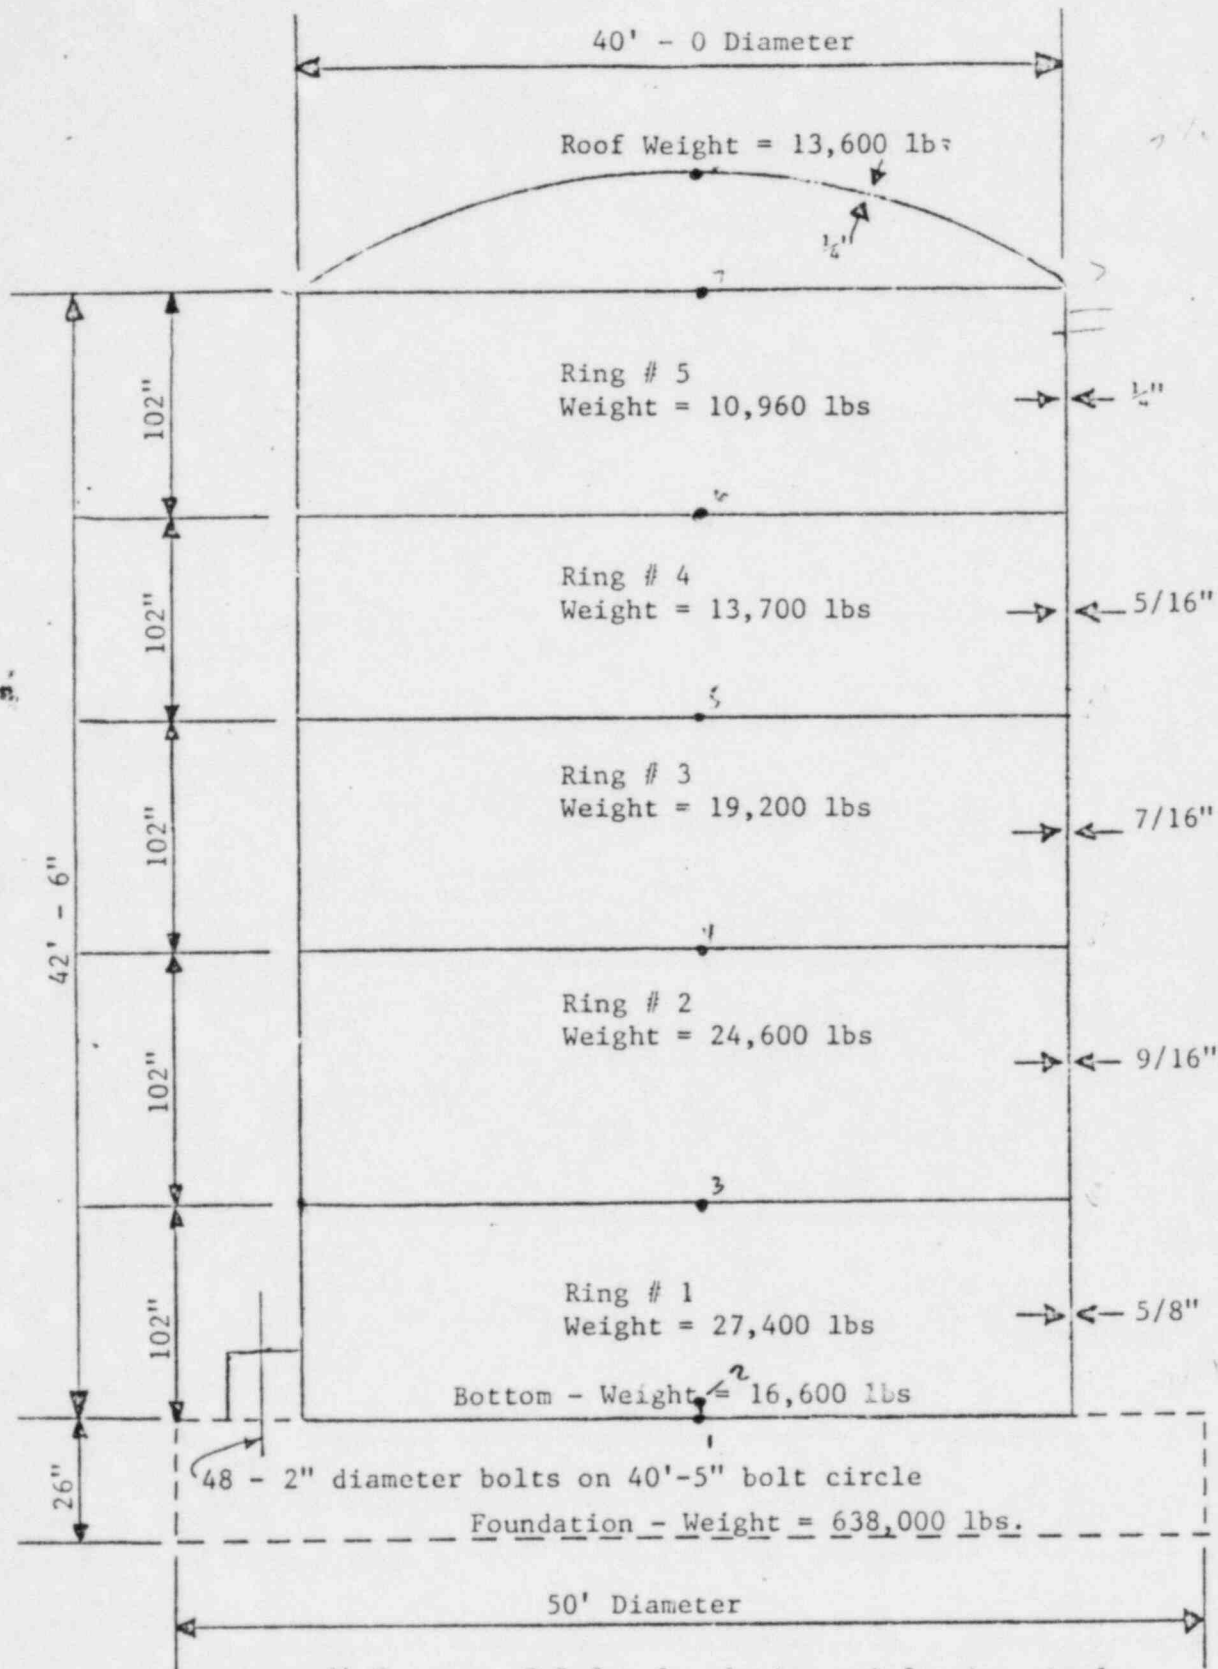 40' - 0 Diameter
Roof Weight = 13,600 lbs
1/4"
7
Ring # 5
Weight = 10,960 lbs
1/4"
102"
6
Ring # 4
Weight = 13,700 lbs
5/16"
102"
5
Ring # 3
Weight = 19,200 lbs
7/16"
102"
42' - 6"
4
Ring # 2
Weight = 24,600 lbs
9/16"
102"
3
Ring # 1
Weight = 27,400 lbs
5/8"
102"
2
Bottom - Weight = 16,600 lbs
1
48 - 2" diameter bolts on 40'-5" bolt circle
26"
Foundation - Weight = 638,000 lbs.
50' Diameter